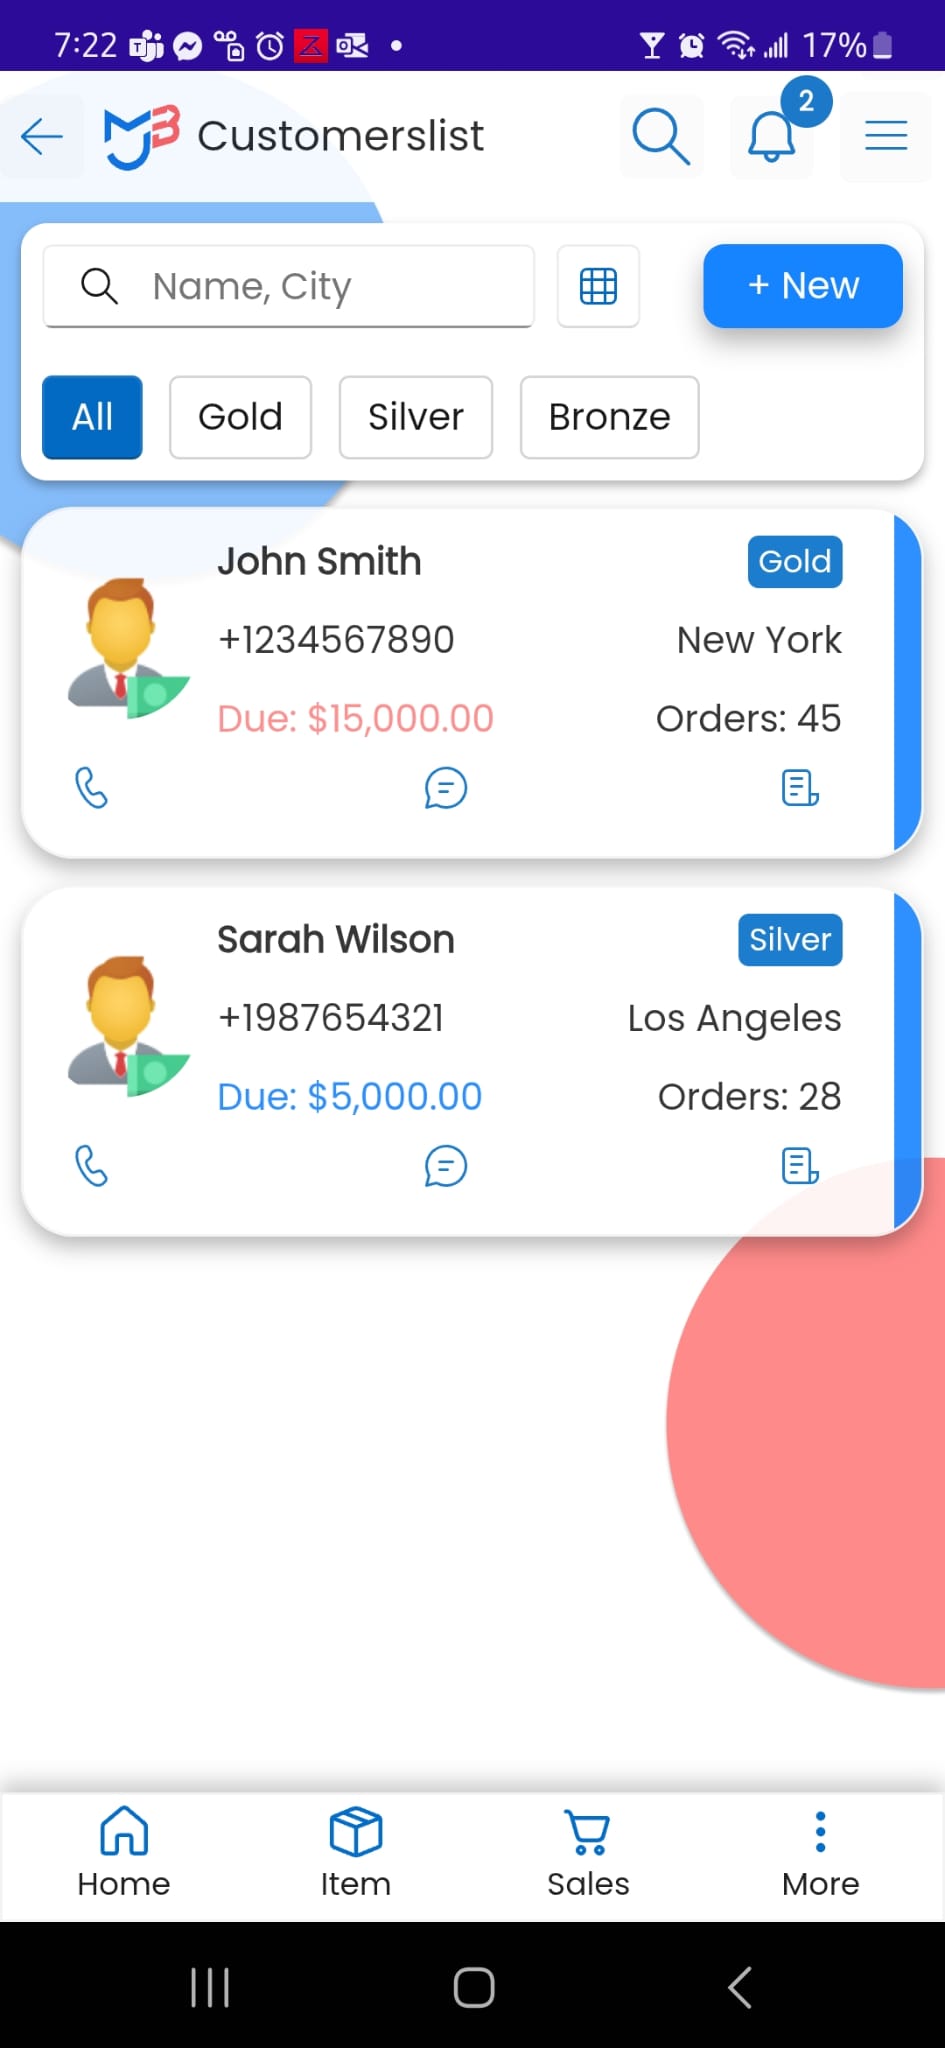 7:22 17%
Customerslist 2
Name, City + New
All Gold Silver Bronze
John Smith Gold
+1234567890 New York
Due: $15,000.00 Orders: 45
Sarah Wilson Silver
+1987654321 Los Angeles
Due: $5,000.00 Orders: 28
Home Item Sales More